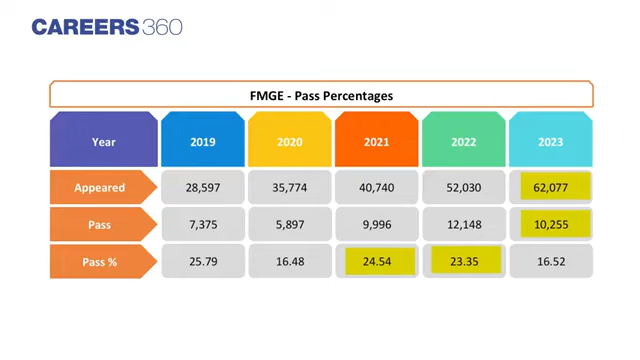 CAREERS360
FMGE - Pass Percentages
Year 2019 2020 2021 2022 2023
Appeared 28,597 35,774 40,740 52,030 62,077
Pass 7,375 5,897 9,996 12,148 10,255
Pass % 25.79 16.48 24.54 23.35 16.52